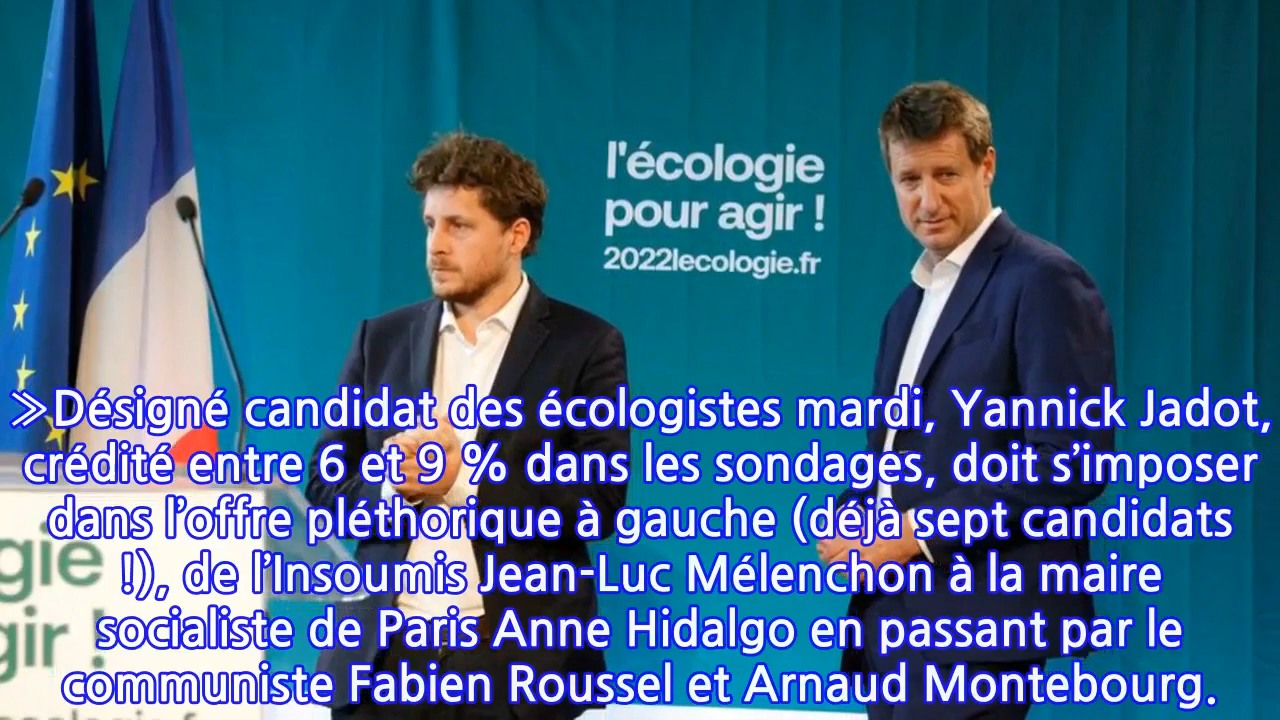 l'écologie
pour agir !
2022lecologie.fr
≫Désigné candidat des écologistes mardi, Yannick Jadot,
crédité entre 6 et 9 % dans les sondages, doit s’imposer
dans l’offre pléthorique à gauche (déjà sept candidats
!), de l’Insoumis Jean-Luc Mélenchon à la maire
socialiste de Paris Anne Hidalgo en passant par le
communiste Fabien Roussel et Arnaud Montebourg.
gie
gir !